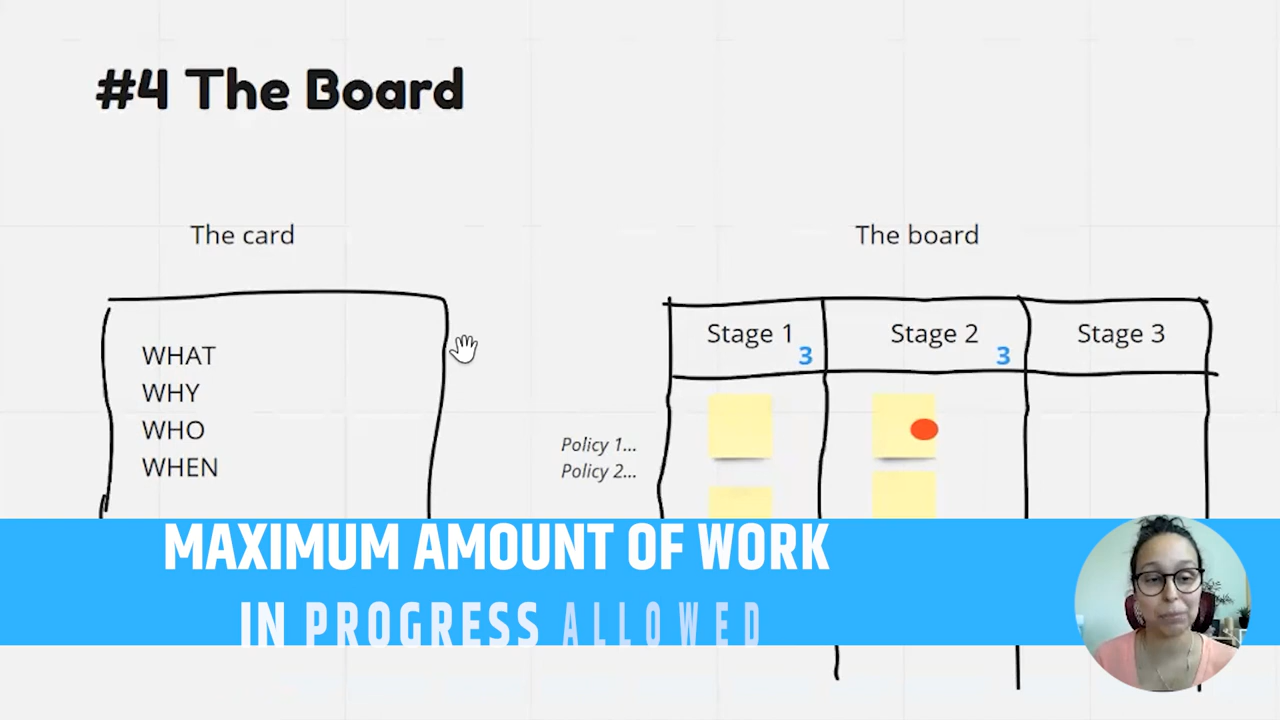 #4 The Board
The card
The board
WHAT
WHY
WHO
WHEN
Stage 1
3
Stage 2
3
Stage 3
Policy 1...
Policy 2...
MAXIMUM AMOUNT OF WORK
IN PROGRESS ALLOWED